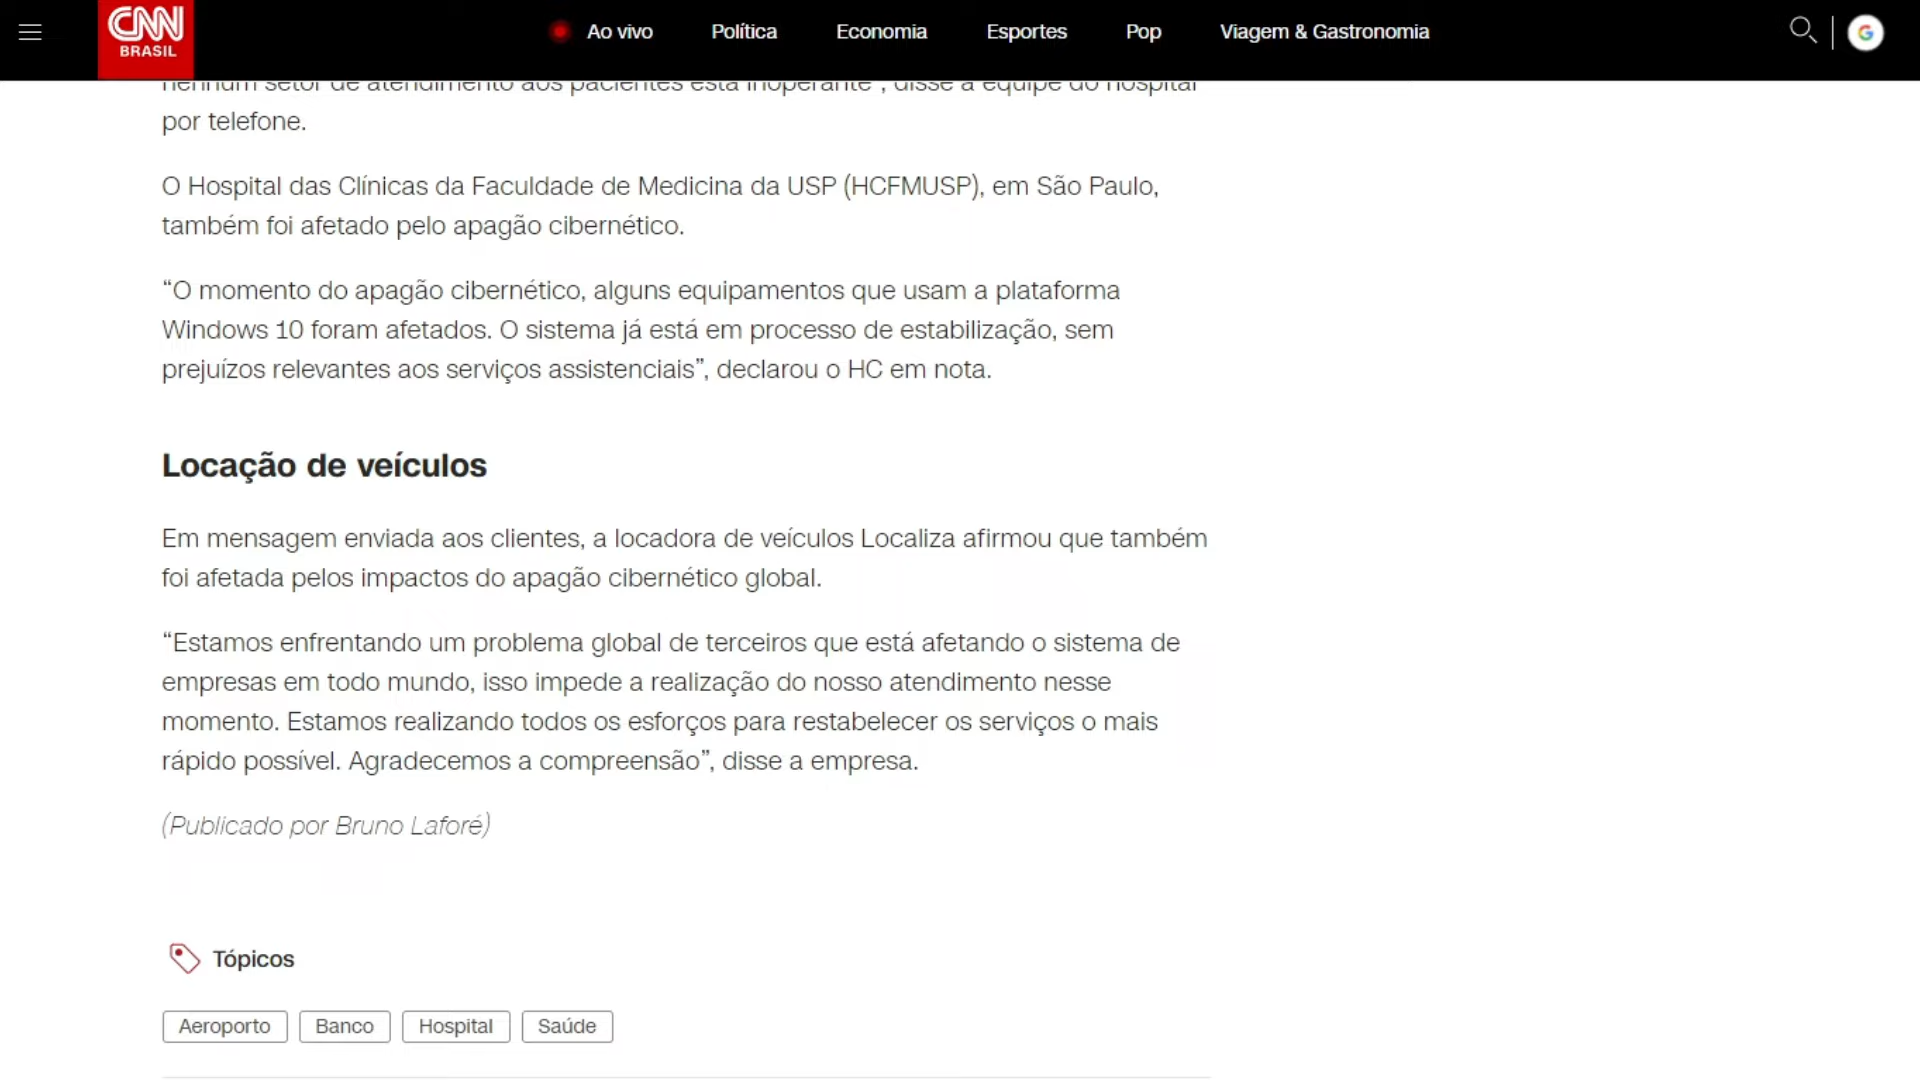 CNN
BRASIL
Ao vivo
Política
Economia
Esportes
Pop
Viagem & Gastronomia
G
nenhum setor de atendimento aos pacientes está inoperante”, disse a equipe do hospital
por telefone.
O Hospital das Clínicas da Faculdade de Medicina da USP (HCFMUSP), em São Paulo,
também foi afetado pelo apagão cibernético.
“O momento do apagão cibernético, alguns equipamentos que usam a plataforma
Windows 10 foram afetados. O sistema já está em processo de estabilização, sem
prejuízos relevantes aos serviços assistenciais”, declarou o HC em nota.
Locação de veículos
Em mensagem enviada aos clientes, a locadora de veículos Localiza afirmou que também
foi afetada pelos impactos do apagão cibernético global.
“Estamos enfrentando um problema global de terceiros que está afetando o sistema de
empresas em todo mundo, isso impede a realização do nosso atendimento nesse
momento. Estamos realizando todos os esforços para restabelecer os serviços o mais
rápido possível. Agradecemos a compreensão”, disse a empresa.
(Publicado por Bruno Laforé)
Tópicos
Aeroporto
Banco
Hospital
Saúde